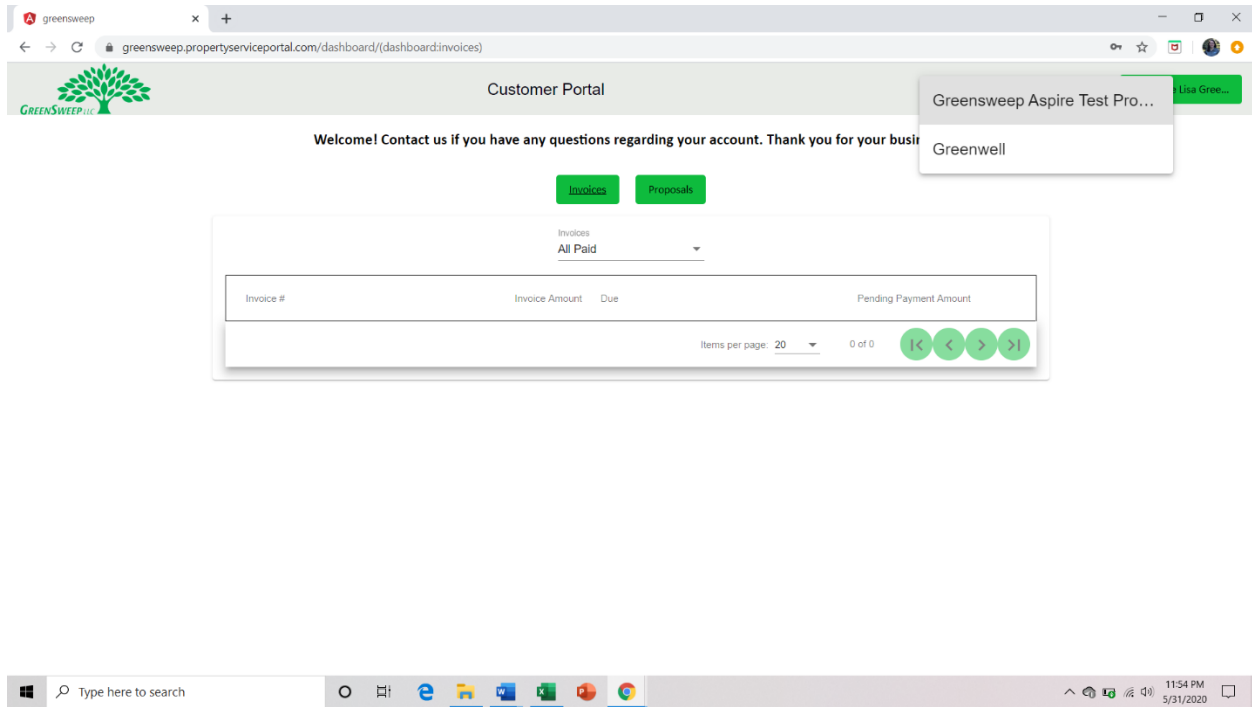 greensweep
greensweep.propertyserviceportal.com/dashboard/(dashboard:invoices)
GREENSWEEP LLC
Customer Portal
Greensweep Aspire Test Pro...
Lisa Gree...
Greenwell
Welcome! Contact us if you have any questions regarding your account. Thank you for your
Invoices
Proposals
Invoices
All Paid
Invoice #
Invoice Amount
Due
Pending Payment Amount
Items per page: 20
0 of 0
Type here to search
11:54 PM
5/31/2020